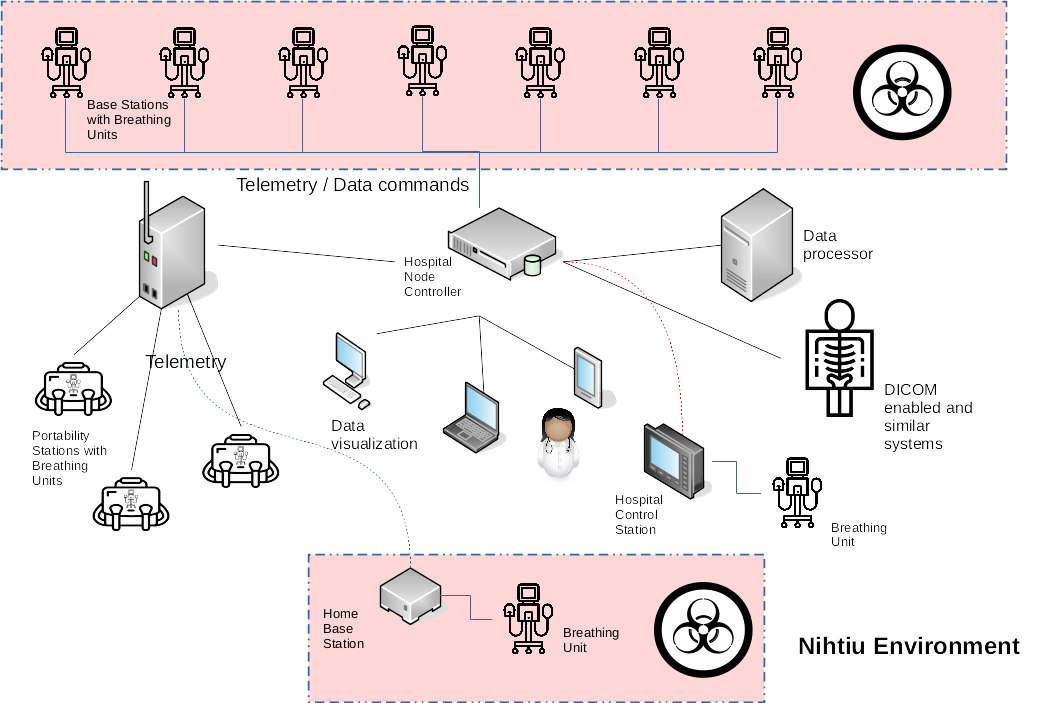 Base Stations
with Breathing
Units
Telemetry / Data commands
Hospital
Node
Controller
Data
processor
Telemetry
Portability
Stations with
Breathing
Units
Data
visualization
DICOM
enabled and
similar
systems
Hospital
Control
Station
Breathing
Unit
Home
Base
Station
Breathing
Unit
Nihtiu Environment